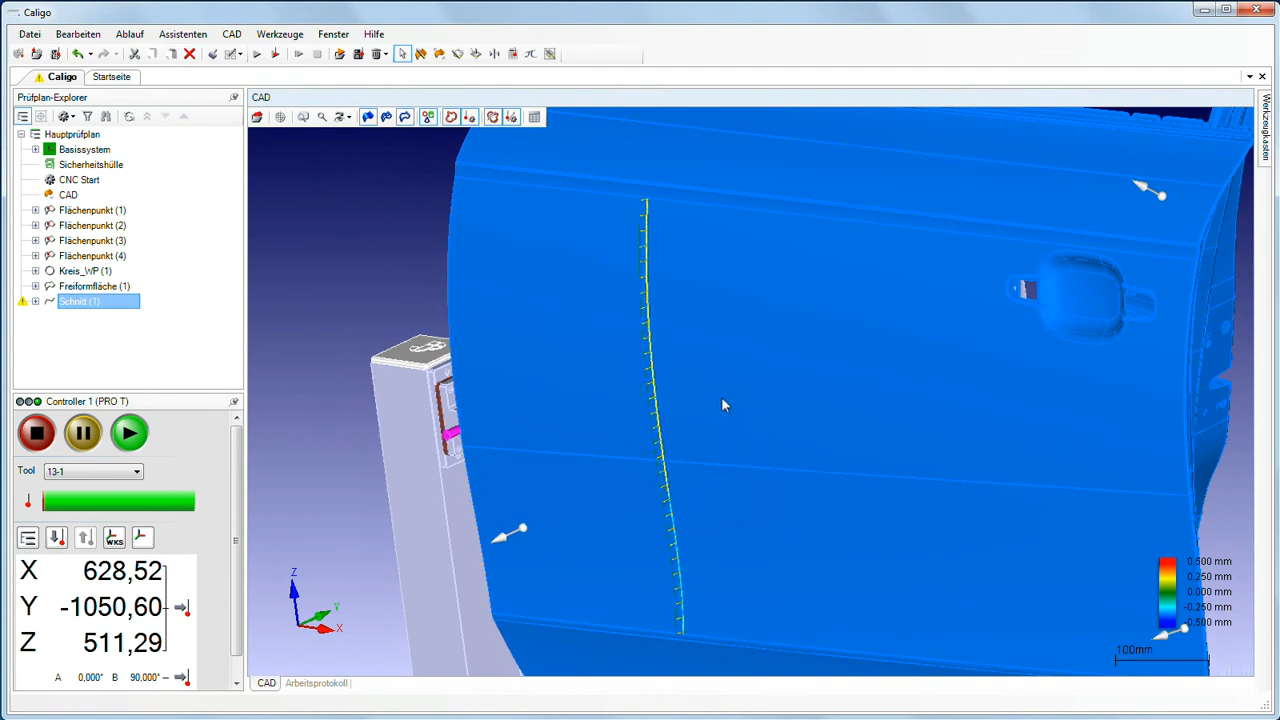 Caligo
Datei Bearbeiten Ablauf Assistenten CAD Werkzeuge Fenster Hilfe
Caligo Startseite
Prüfplan-Explorer
Hauptprüfplan
Basissystem
Sicherheitshülle
CNC Start
CAD
Flächenpunkt (1)
Flächenpunkt (2)
Flächenpunkt (3)
Flächenpunkt (4)
Kreis_WP (1)
Freiformfläche (1)
Schnitt (1)
Controller 1 (PRO T)
Tool 13-1
WKS
X 628,52
Y -1050,60
Z 511,29
A 0,000° B 90,000°
CAD
Z
Y
X
0.500 mm
0.250 mm
0.000 mm
-0.250 mm
-0.500 mm
100mm
CAD Arbeitsprotokoll
Werkzeugkasten